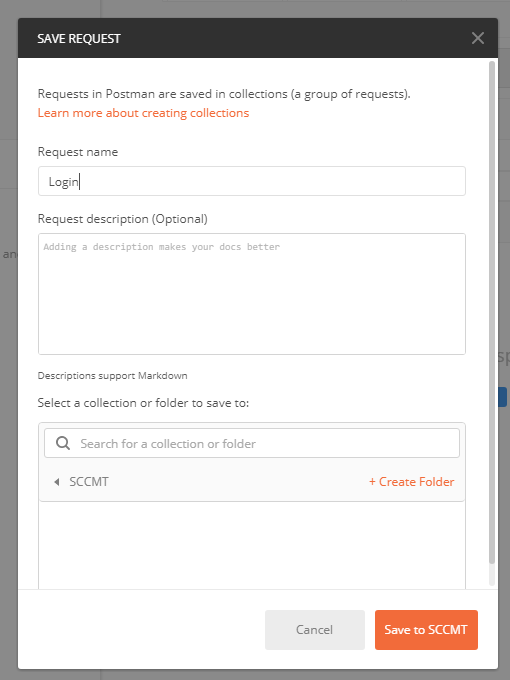 SAVE REQUEST
Requests in Postman are saved in collections (a group of requests).
Learn more about creating collections
Request name
Login
Request description (Optional)
Adding a description makes your docs better
Descriptions support Markdown
Select a collection or folder to save to:
Search for a collection or folder
SCCMT + Create Folder
Cancel Save to SCCMT